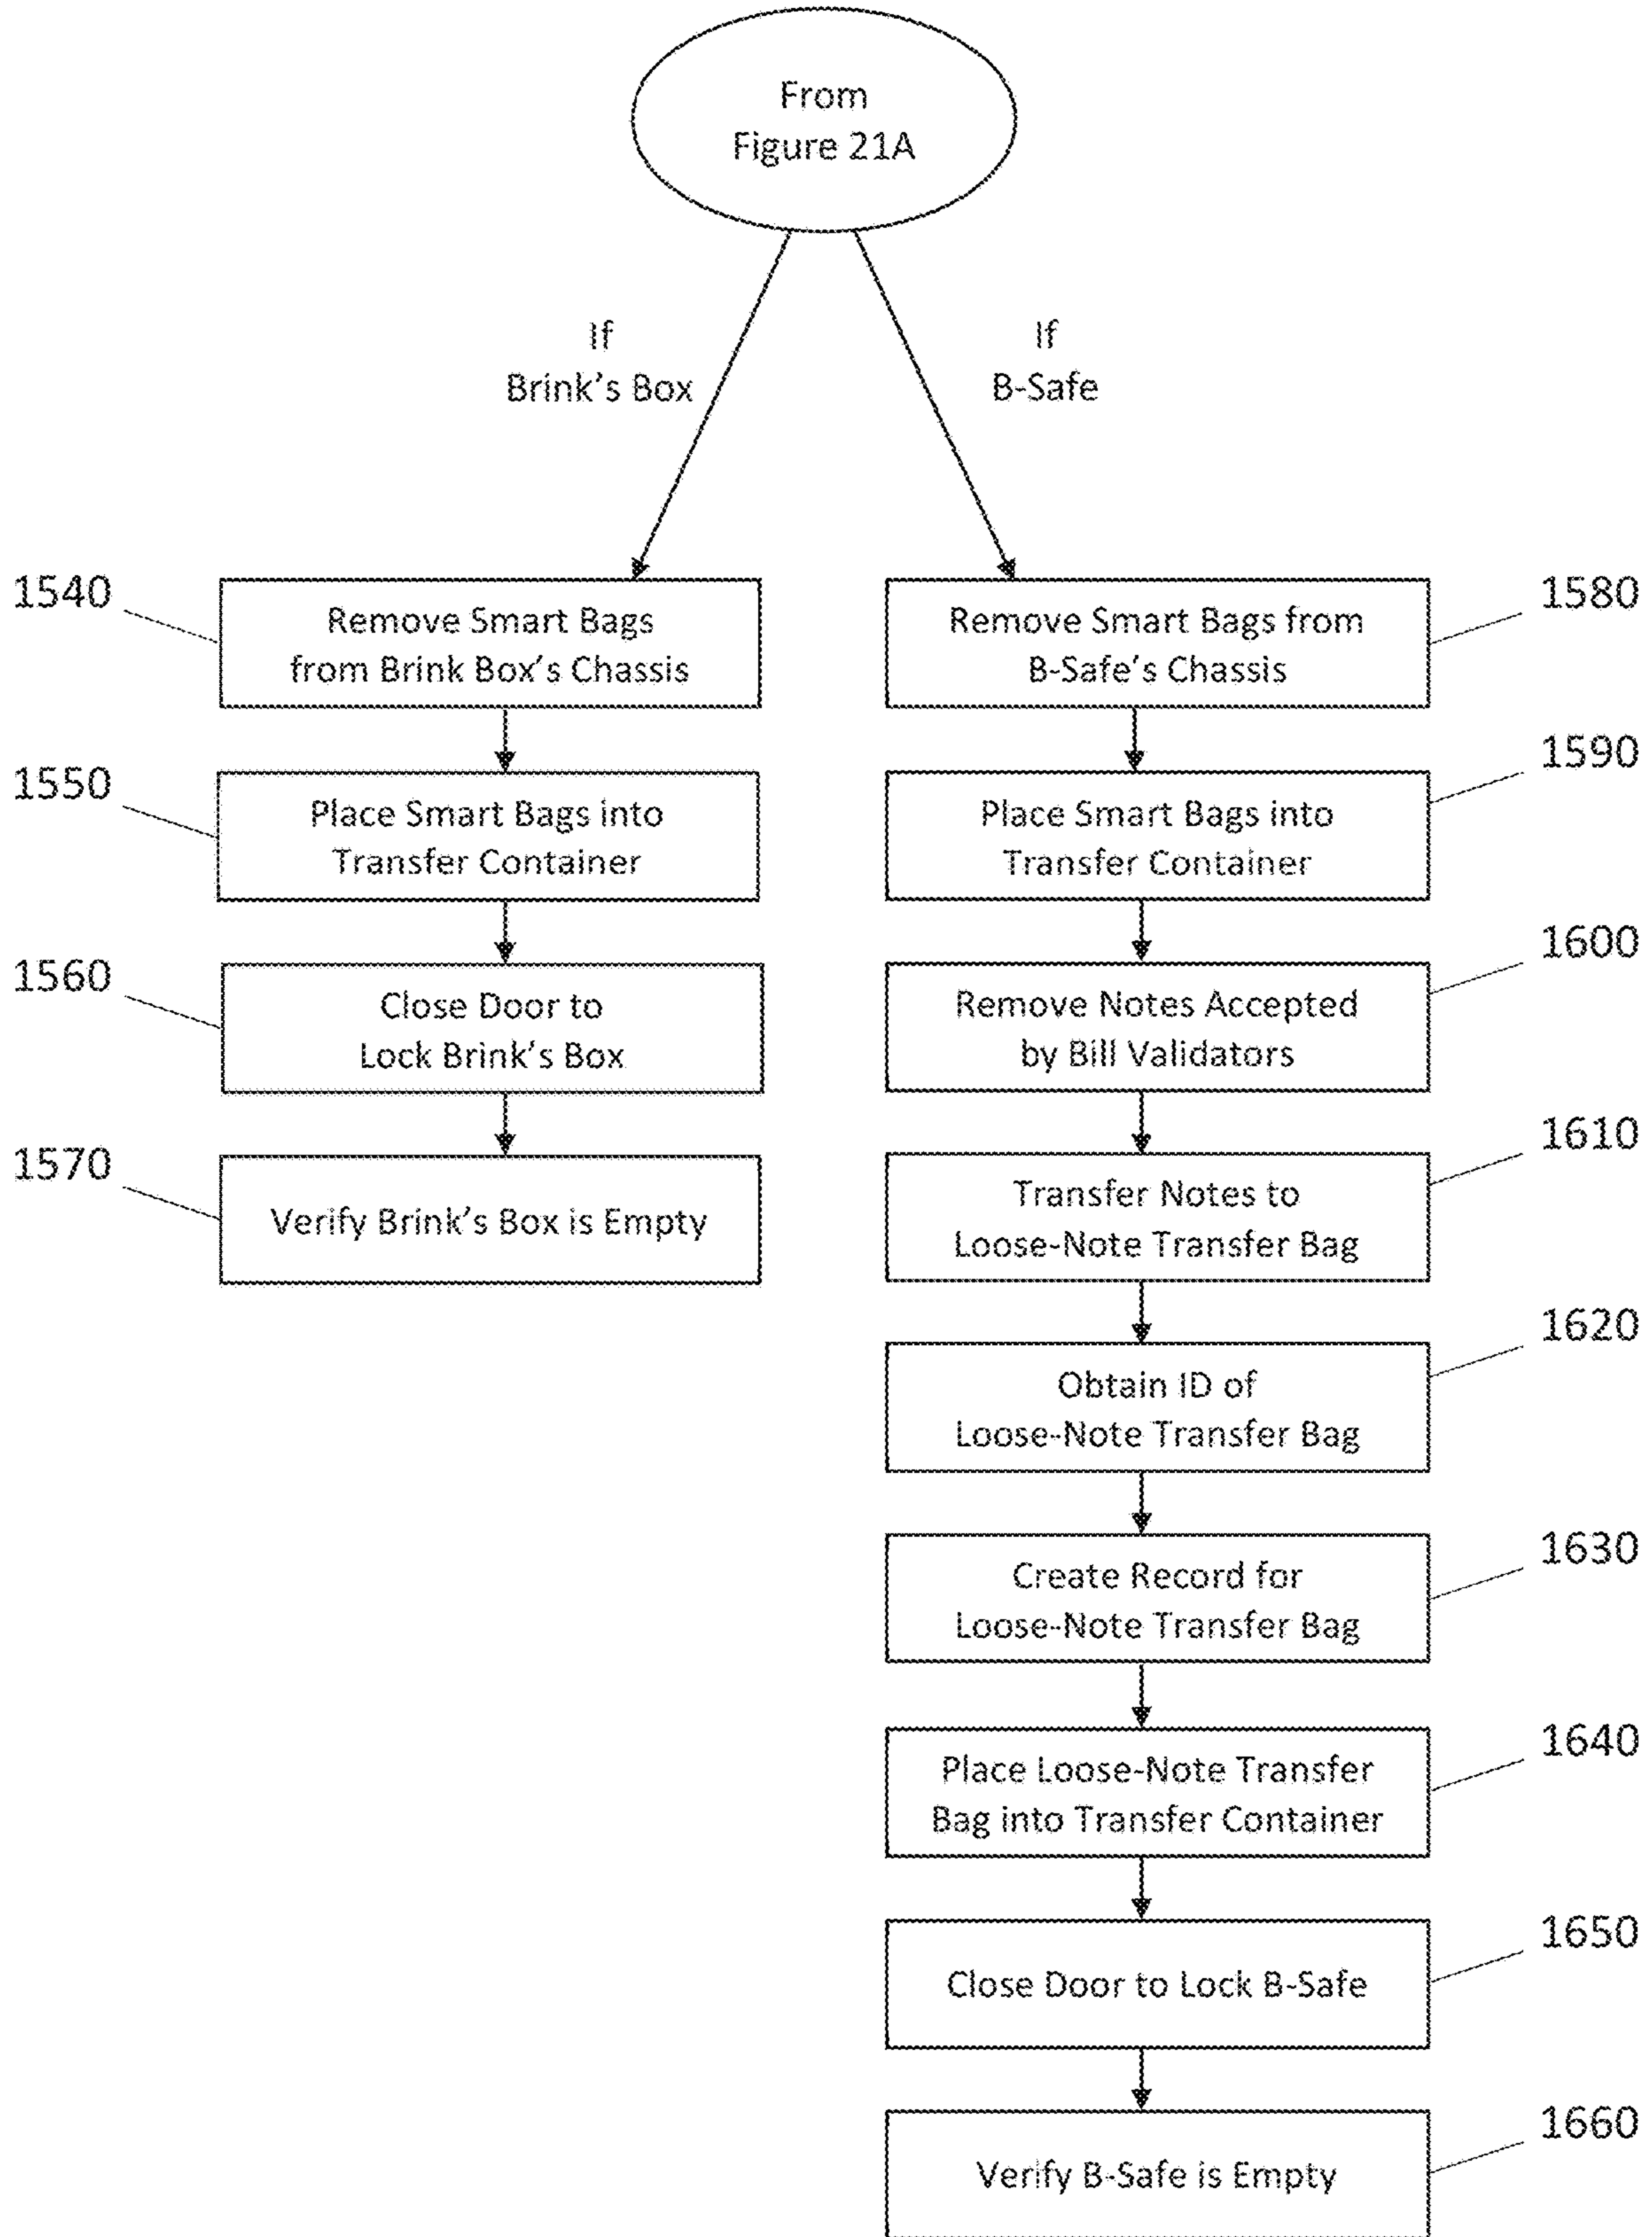 From
Figure 21A
If
Brink's Box
If
B-Safe
1540
Remove Smart Bags
from Brink Box's Chassis
1550
Place Smart Bags into
Transfer Container
1560
Close Door to
Lock Brink's Box
1570
Verify Brink's Box is Empty
1580
Remove Smart Bags from
B-Safe's Chassis
1590
Place Smart Bags into
Transfer Container
1600
Remove Notes Accepted
by Bill Validators
1610
Transfer Notes to
Loose-Note Transfer Bag
1620
Obtain ID of
Loose-Note Transfer Bag
1630
Create Record for
Loose-Note Transfer Bag
1640
Place Loose-Note Transfer
Bag into Transfer Container
1650
Close Door to Lock B-Safe
1660
Verify B-Safe is Empty